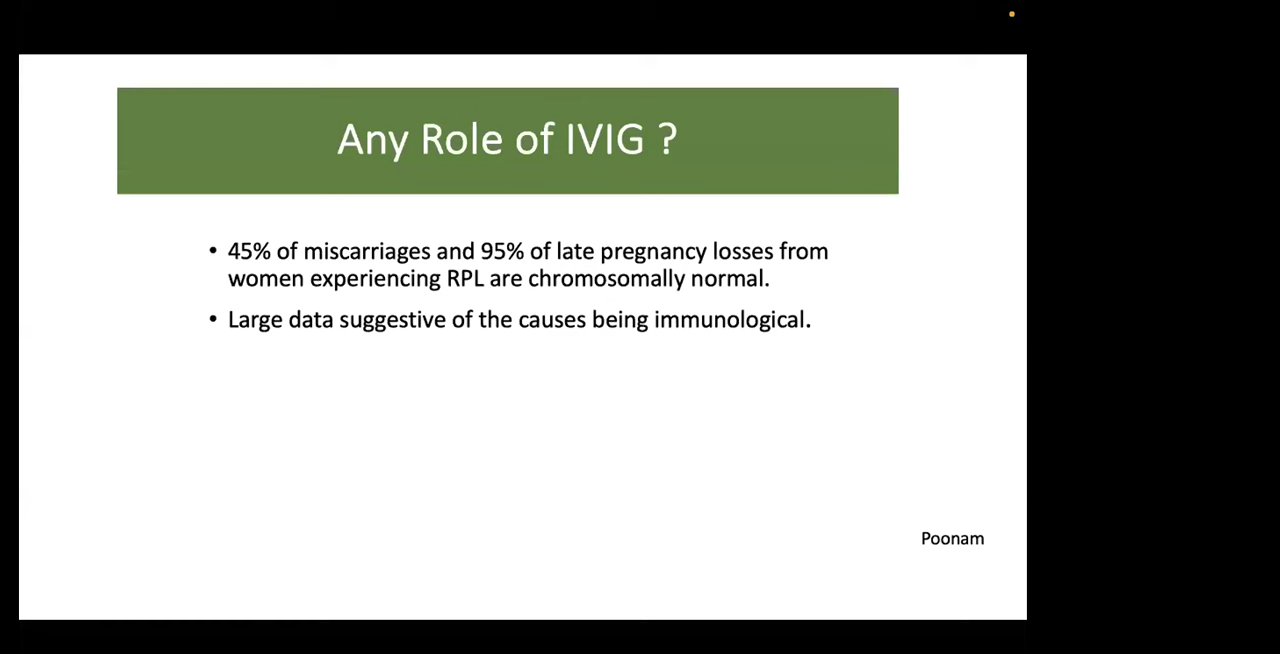 Any Role of IVIG ?
• 45% of miscarriages and 95% of late pregnancy losses from
women experiencing RPL are chromosomally normal.
• Large data suggestive of the causes being immunological.
Poonam